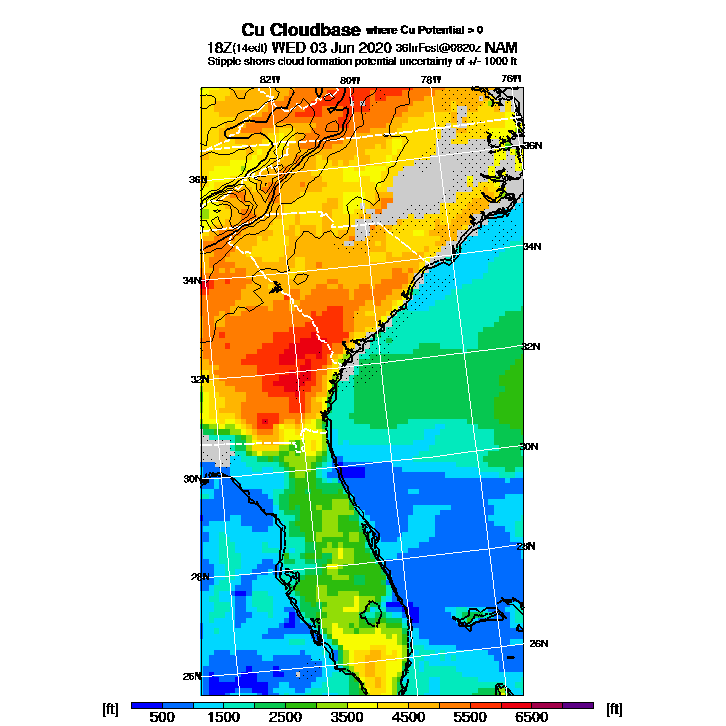 Cu Cloudbase where Cu Potential > 0
18Z(14edt) WED 03 Jun 2020 36hrFcst@0820z NAM
Stipple shows cloud formation potential uncertainty of +/- 1000 ft
82W 80W 78W 76W
36N
36N
34N
34N
32N
32N
30N
30N
28N
28N
26N
26N
[ft] 500 1500 2500 3500 4500 5500 6500 [ft]